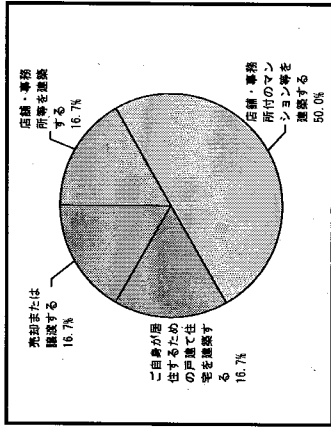 店舗・事務
所等を建築
する
16.7%
店舗・事務
所付のマン
ション等を
建築する
50.0%
ご自身が居
住するため
の戸建て住
宅を建築す
る
16.7%
売却または
譲渡する
16.7%